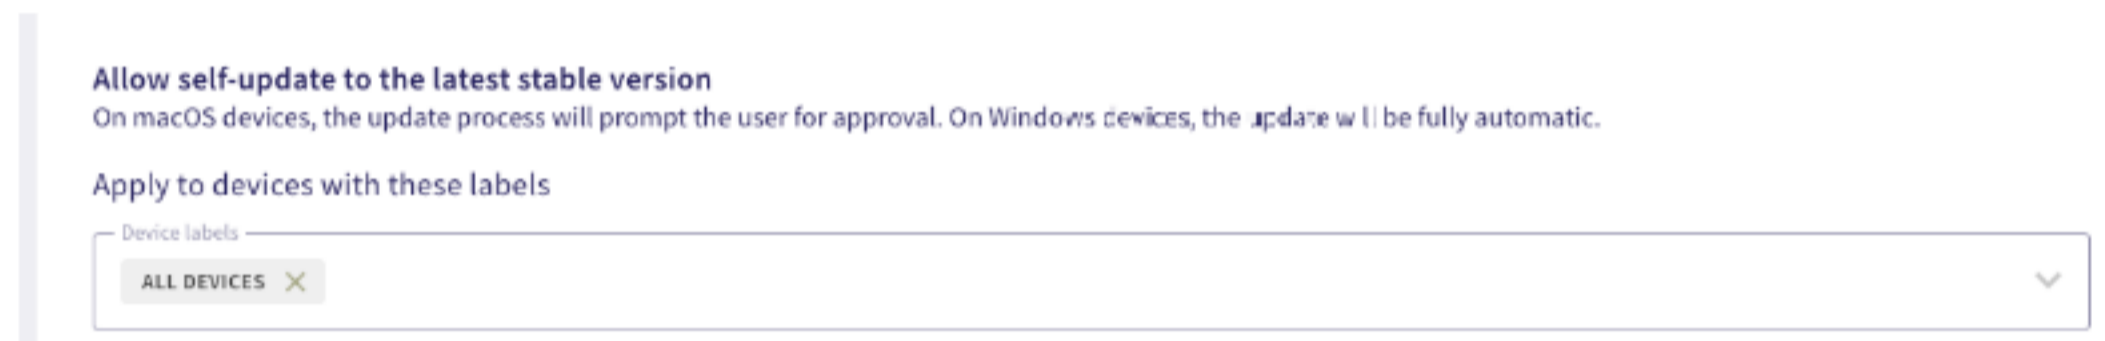 Allow self-update to the latest stable version
On macOS devices, the update process will prompt the user for approval. On Windows devices, the update will be fully automatic.
Apply to devices with these labels
Device labels
ALL DEVICES